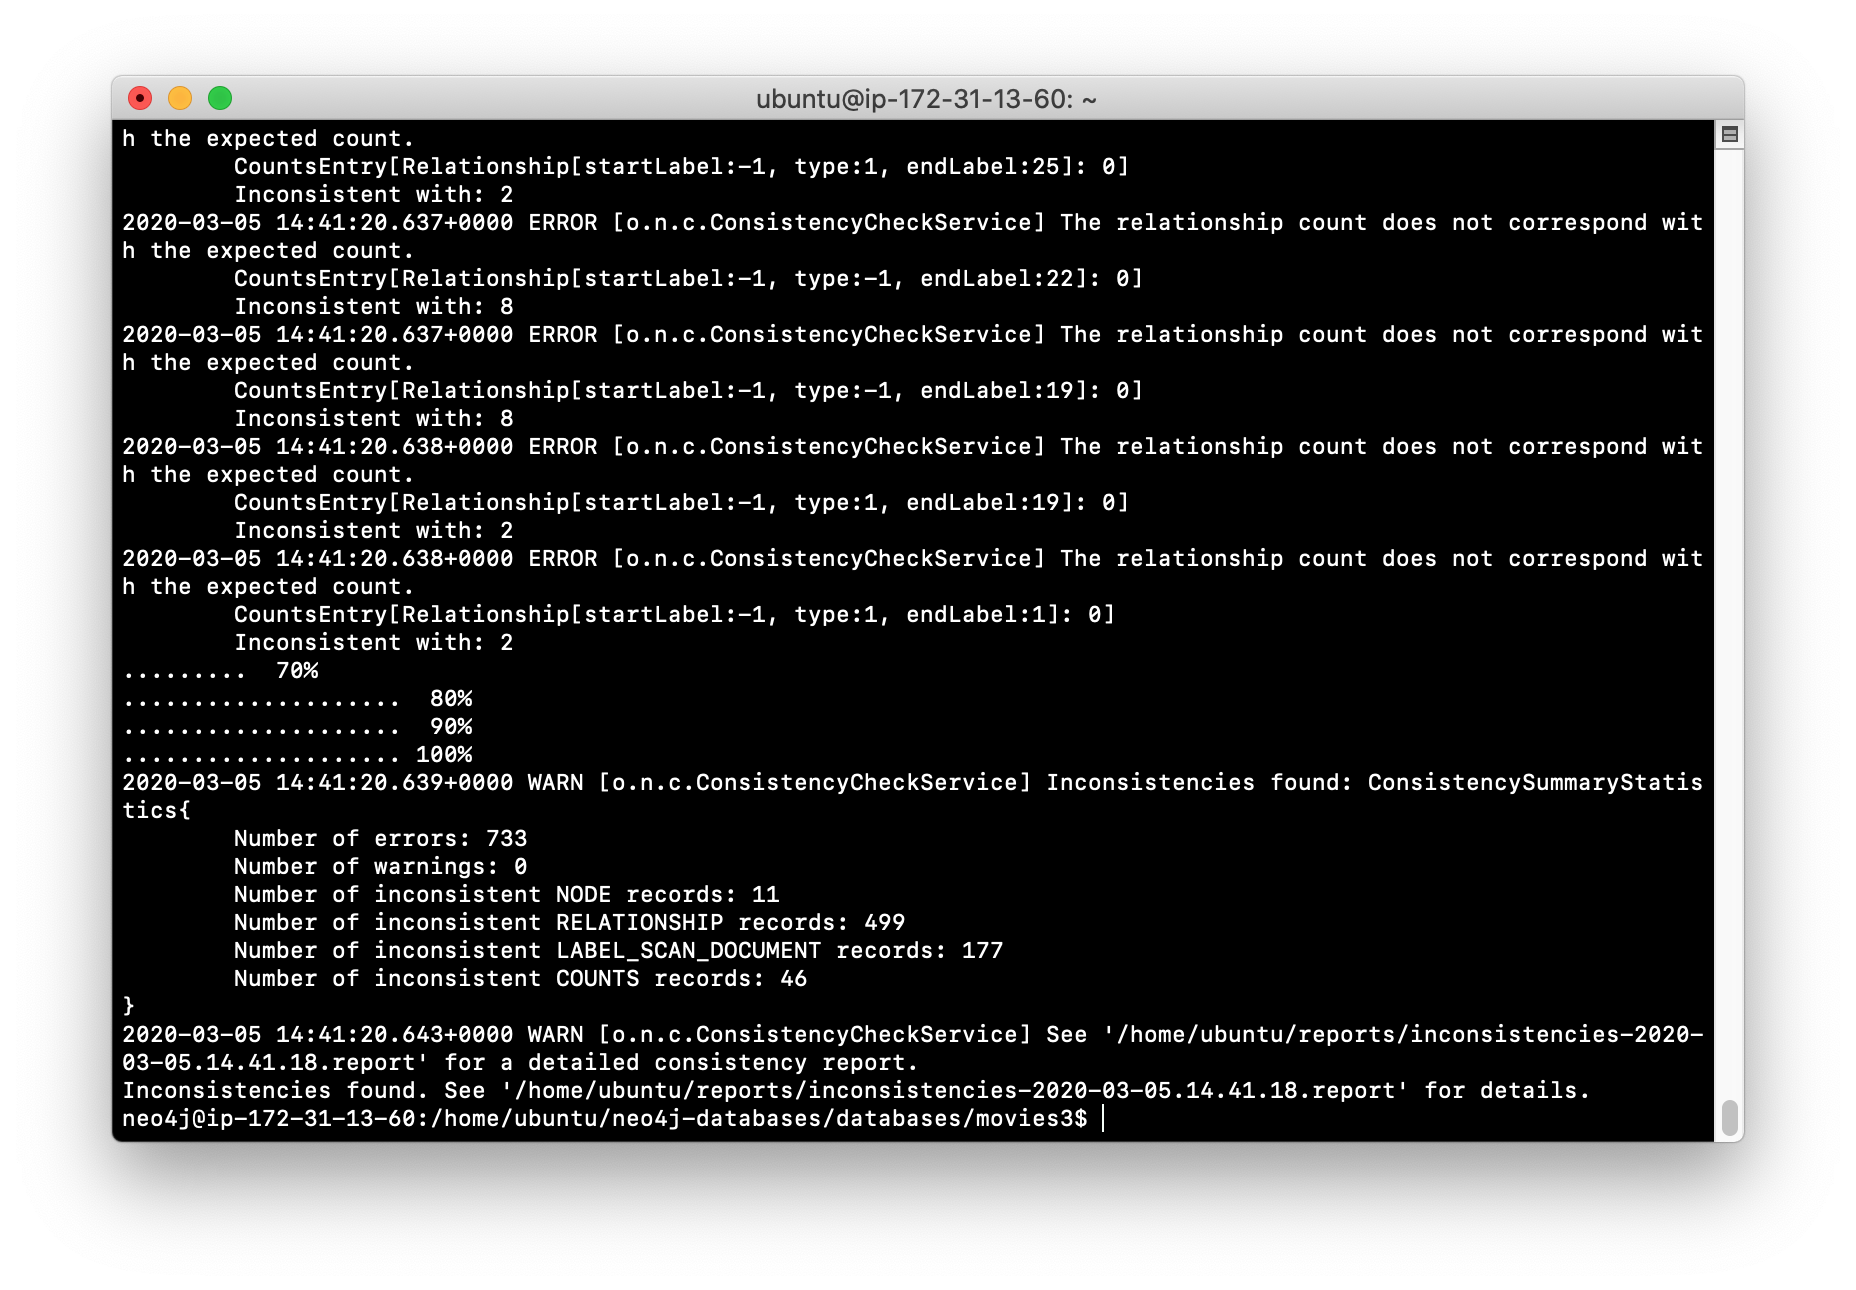 ubuntu@ip-172-31-13-60: ~
h the expected count.
        CountsEntry[Relationship[startLabel:-1, type:1, endLabel:25]: 0]
        Inconsistent with: 2
2020-03-05 14:41:20.637+0000 ERROR [o.n.c.ConsistencyCheckService] The relationship count does not correspond wit
h the expected count.
        CountsEntry[Relationship[startLabel:-1, type:-1, endLabel:22]: 0]
        Inconsistent with: 8
2020-03-05 14:41:20.637+0000 ERROR [o.n.c.ConsistencyCheckService] The relationship count does not correspond wit
h the expected count.
        CountsEntry[Relationship[startLabel:-1, type:-1, endLabel:19]: 0]
        Inconsistent with: 8
2020-03-05 14:41:20.638+0000 ERROR [o.n.c.ConsistencyCheckService] The relationship count does not correspond wit
h the expected count.
        CountsEntry[Relationship[startLabel:-1, type:1, endLabel:19]: 0]
        Inconsistent with: 2
2020-03-05 14:41:20.638+0000 ERROR [o.n.c.ConsistencyCheckService] The relationship count does not correspond wit
h the expected count.
        CountsEntry[Relationship[startLabel:-1, type:1, endLabel:1]: 0]
        Inconsistent with: 2
.........  70%
....................  80%
....................  90%
.................... 100%
2020-03-05 14:41:20.639+0000 WARN [o.n.c.ConsistencyCheckService] Inconsistencies found: ConsistencySummaryStatis
tics{
        Number of errors: 733
        Number of warnings: 0
        Number of inconsistent NODE records: 11
        Number of inconsistent RELATIONSHIP records: 499
        Number of inconsistent LABEL_SCAN_DOCUMENT records: 177
        Number of inconsistent COUNTS records: 46
}
2020-03-05 14:41:20.643+0000 WARN [o.n.c.ConsistencyCheckService] See '/home/ubuntu/reports/inconsistencies-2020-
03-05.14.41.18.report' for a detailed consistency report.
Inconsistencies found. See '/home/ubuntu/reports/inconsistencies-2020-03-05.14.41.18.report' for details.
neo4j@ip-172-31-13-60:/home/ubuntu/neo4j-databases/databases/movies3$